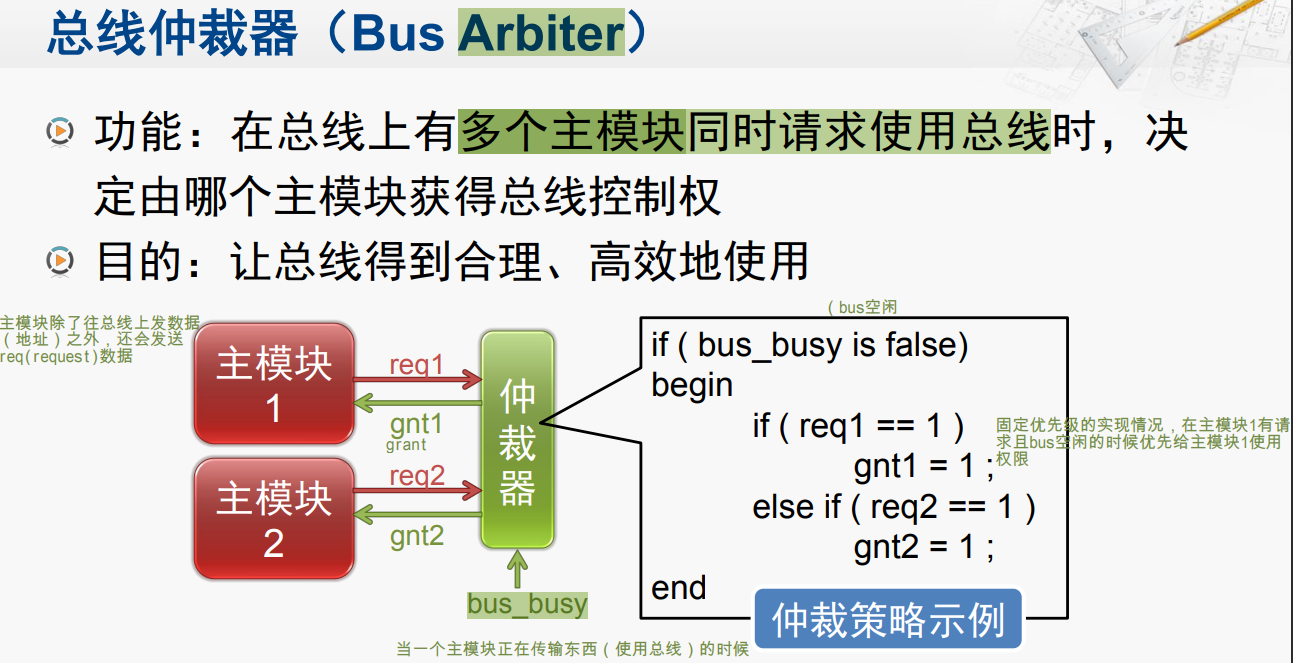 总线仲裁器（Bus Arbiter）
功能：在总线上有多个主模块同时请求使用总线时，决
定由哪个主模块获得总线控制权
目的：让总线得到合理、高效地使用
主模块除了往总线上发数据
（地址）之外，还会发送
req(request)数据
主模块
1
req1
gnt1
grant
主模块
2
req2
gnt2
仲
裁
器
bus_busy
当一个主模块正在传输东西（使用总线）的时候
（bus空闲
if ( bus_busy is false)
begin
if ( req1 == 1 )
gnt1 = 1 ;
else if ( req2 == 1 )
gnt2 = 1 ;
end
固定优先级的实现情况，在主模块1有请
求且bus空闲的时候优先给主模块1使用
权限
仲裁策略示例